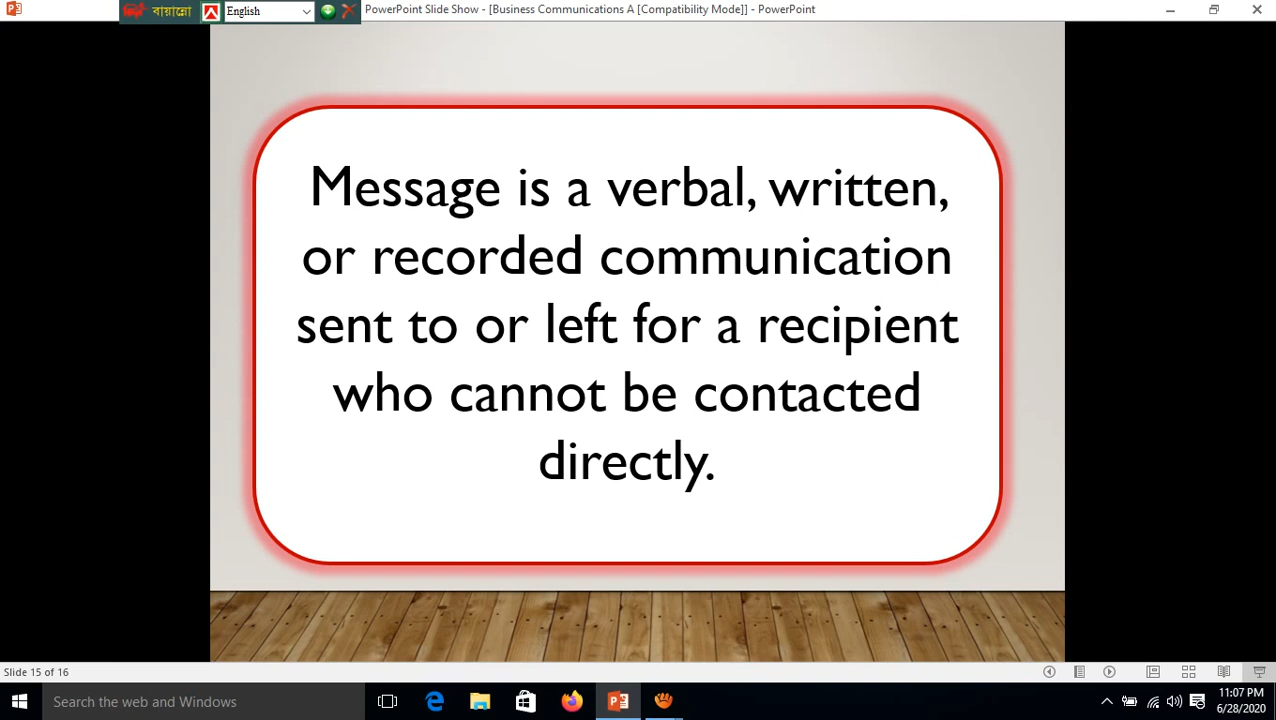 বায়ান্নো English PowerPoint Slide Show - [Business Communications A [Compatibility Mode]] - PowerPoint
Message is a verbal, written,
or recorded communication
sent to or left for a recipient
who cannot be contacted
directly.
Slide 15 of 16
Search the web and Windows
11:07 PM
6/28/2020